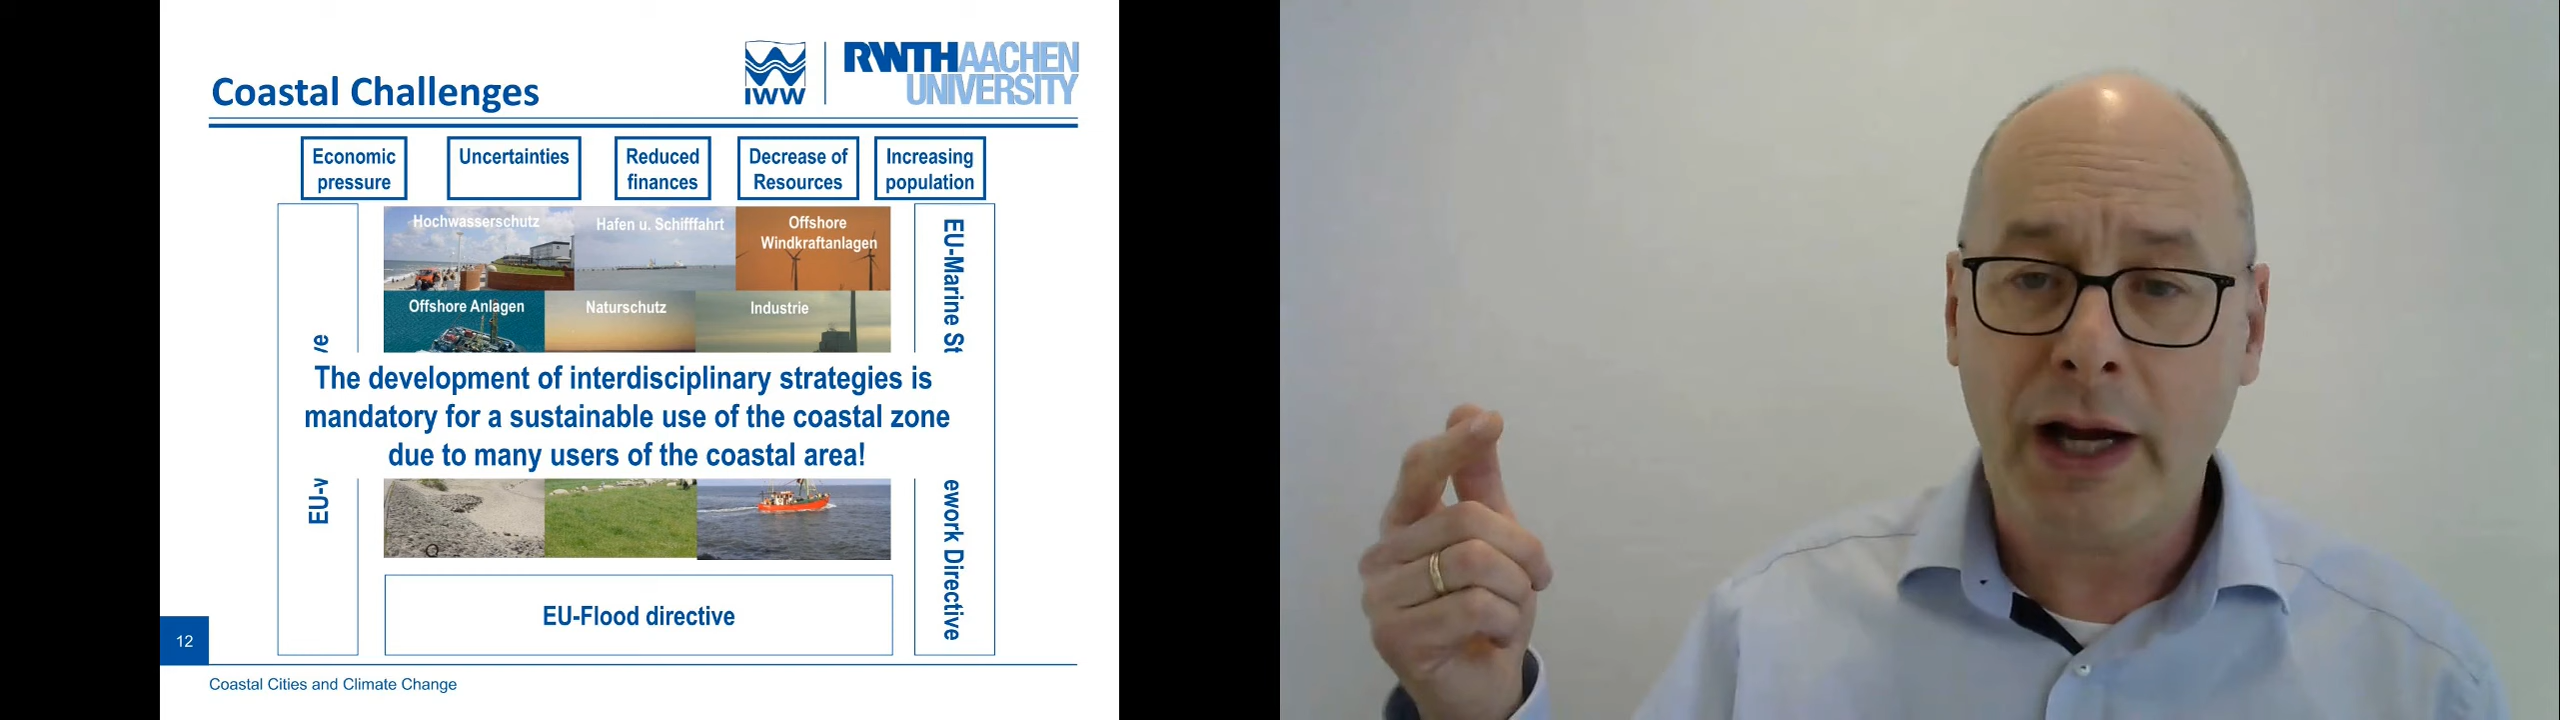 Coastal Challenges
IWW
RWTHAACHEN
UNIVERSITY
Economic
pressure
Uncertainties
Reduced
finances
Decrease of
Resources
Increasing
population
Hochwasserschutz
Hafen u. Schifffahrt
Offshore
Windkraftanlagen
Offshore Anlagen
Naturschutz
Industrie
EU-Marine St
The development of interdisciplinary strategies is
mandatory for a sustainable use of the coastal zone
due to many users of the coastal area!
ework Directive
EU-Flood directive
12
Coastal Cities and Climate Change